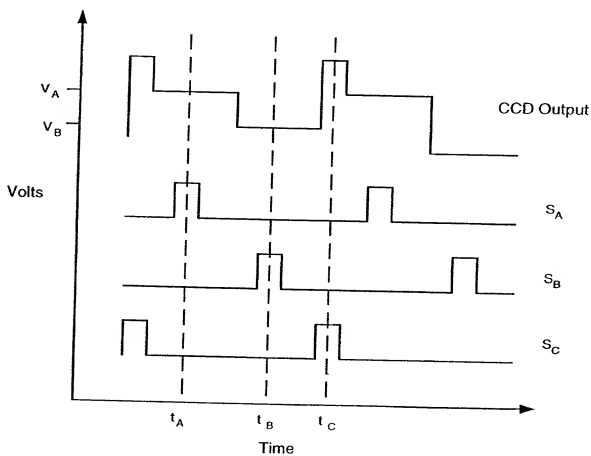 V_A
V_B
Volts
CCD Output
S_A
S_B
S_C
t_A
t_B
t_C
Time